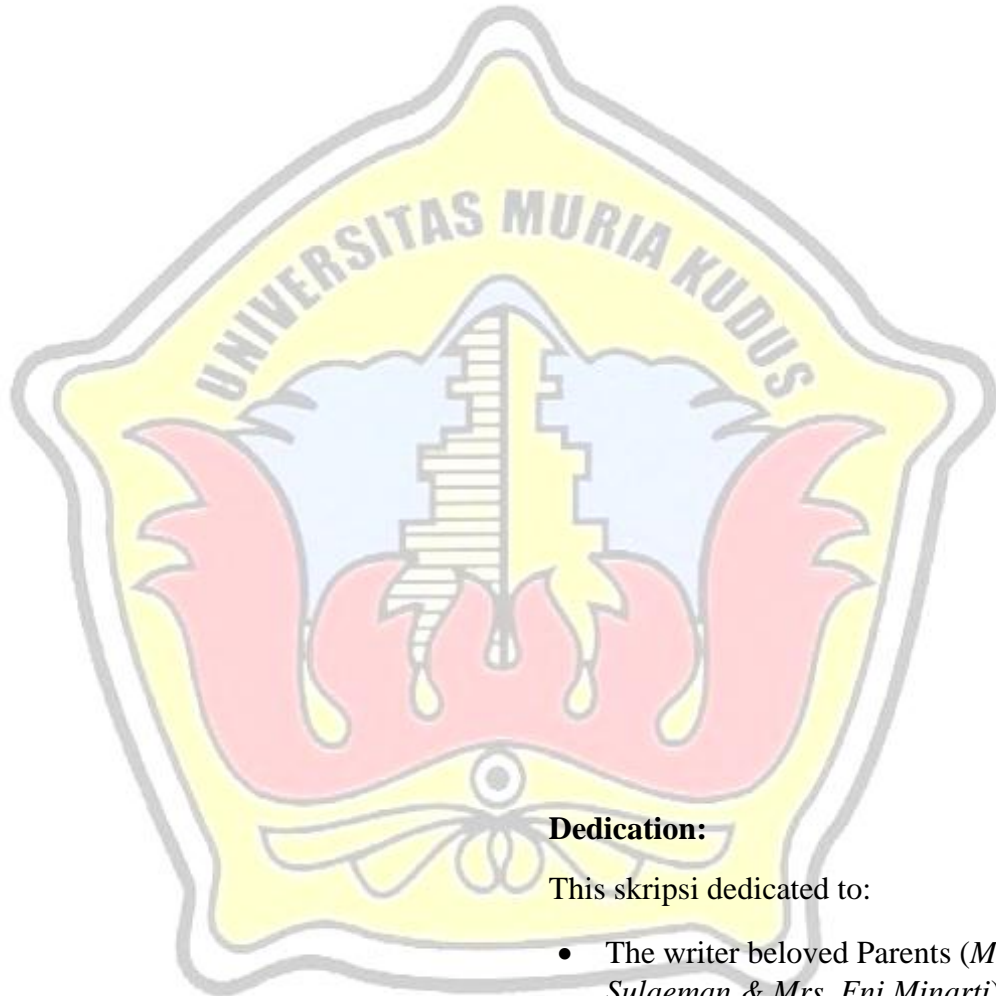 UNIVERSITAS MURIA KUDUS
Dedication:
This skripsi dedicated to:
• The writer beloved Parents (
Sulaeman & Mrs. Eni Minarti